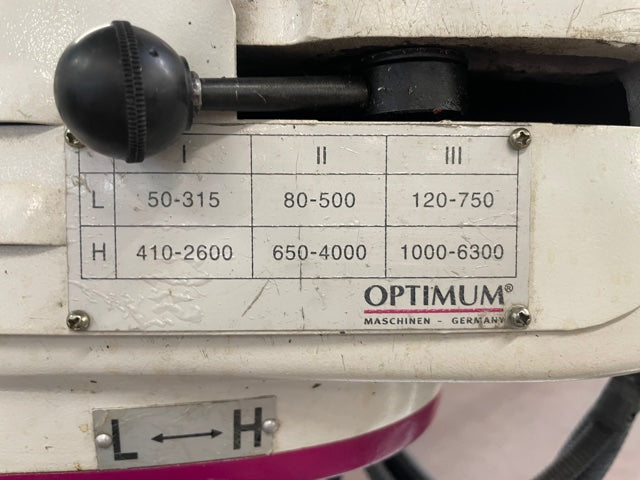 I II III
L 50-315 80-500 120-750
H 410-2600 650-4000 1000-6300
OPTIMUM®
MASCHINEN - GERMANY
L ↔ H